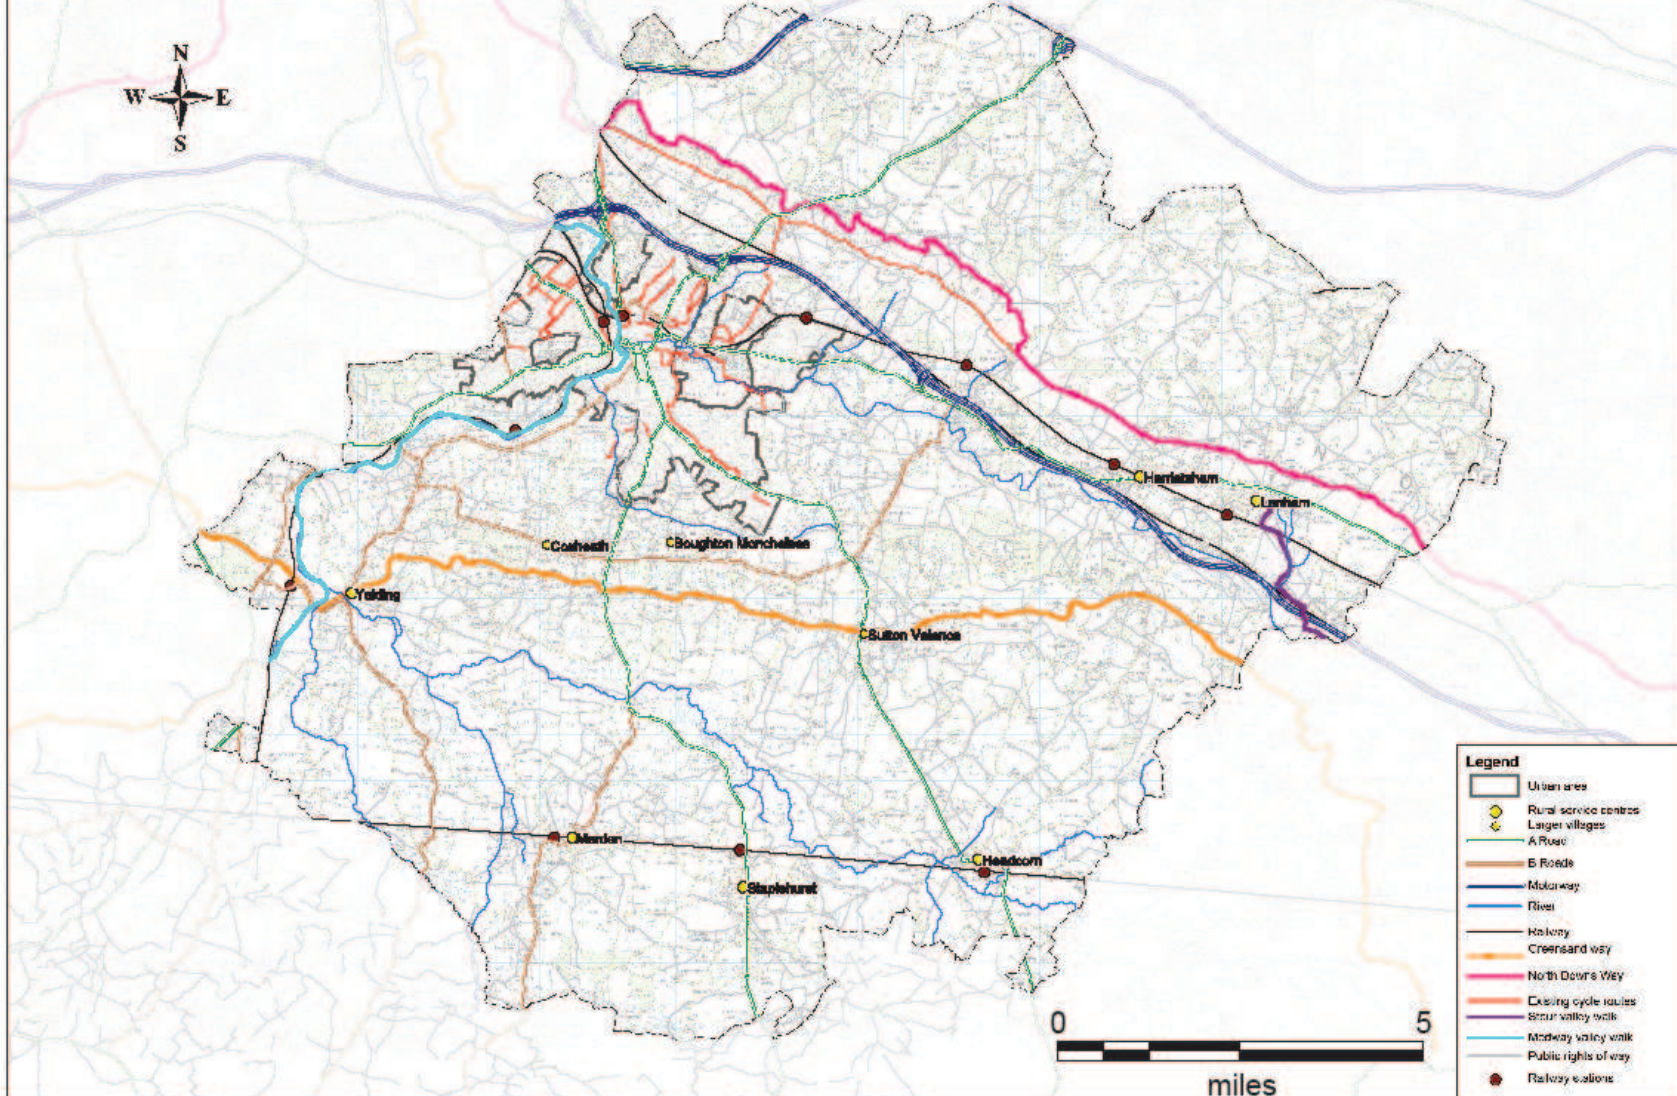 N
W E
S
Harrietsham
Lenham
Coxheath
Boughton Monchelsea
Yalding
Sutton Valence
Marden
Headcorn
Staplehurst
Legend
Urban area
Rural service centres
Larger villages
A Road
B Roads
Motorway
River
Railway
Greensand way
North Downs Way
Existing cycle routes
Stour valley walk
Medway valley walk
Public rights of way
Railway stations
0 5
miles